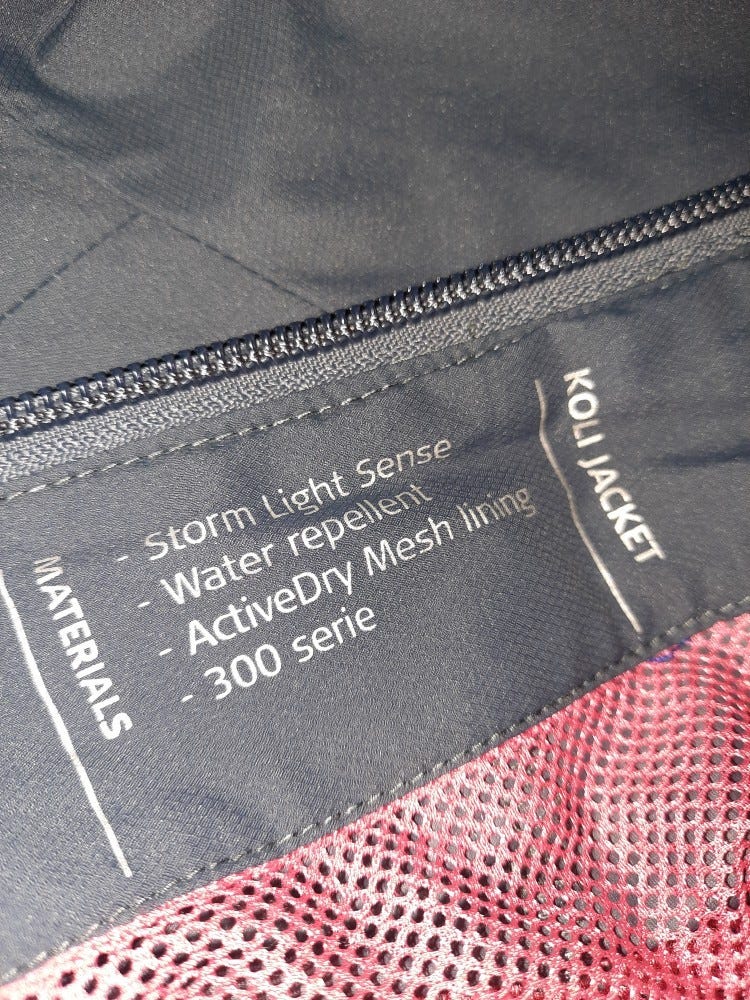 MATERIALS
- Storm Light Sense
- Water repellent
- ActiveDry Mesh lining
- 300 serie
KOLI JACKET